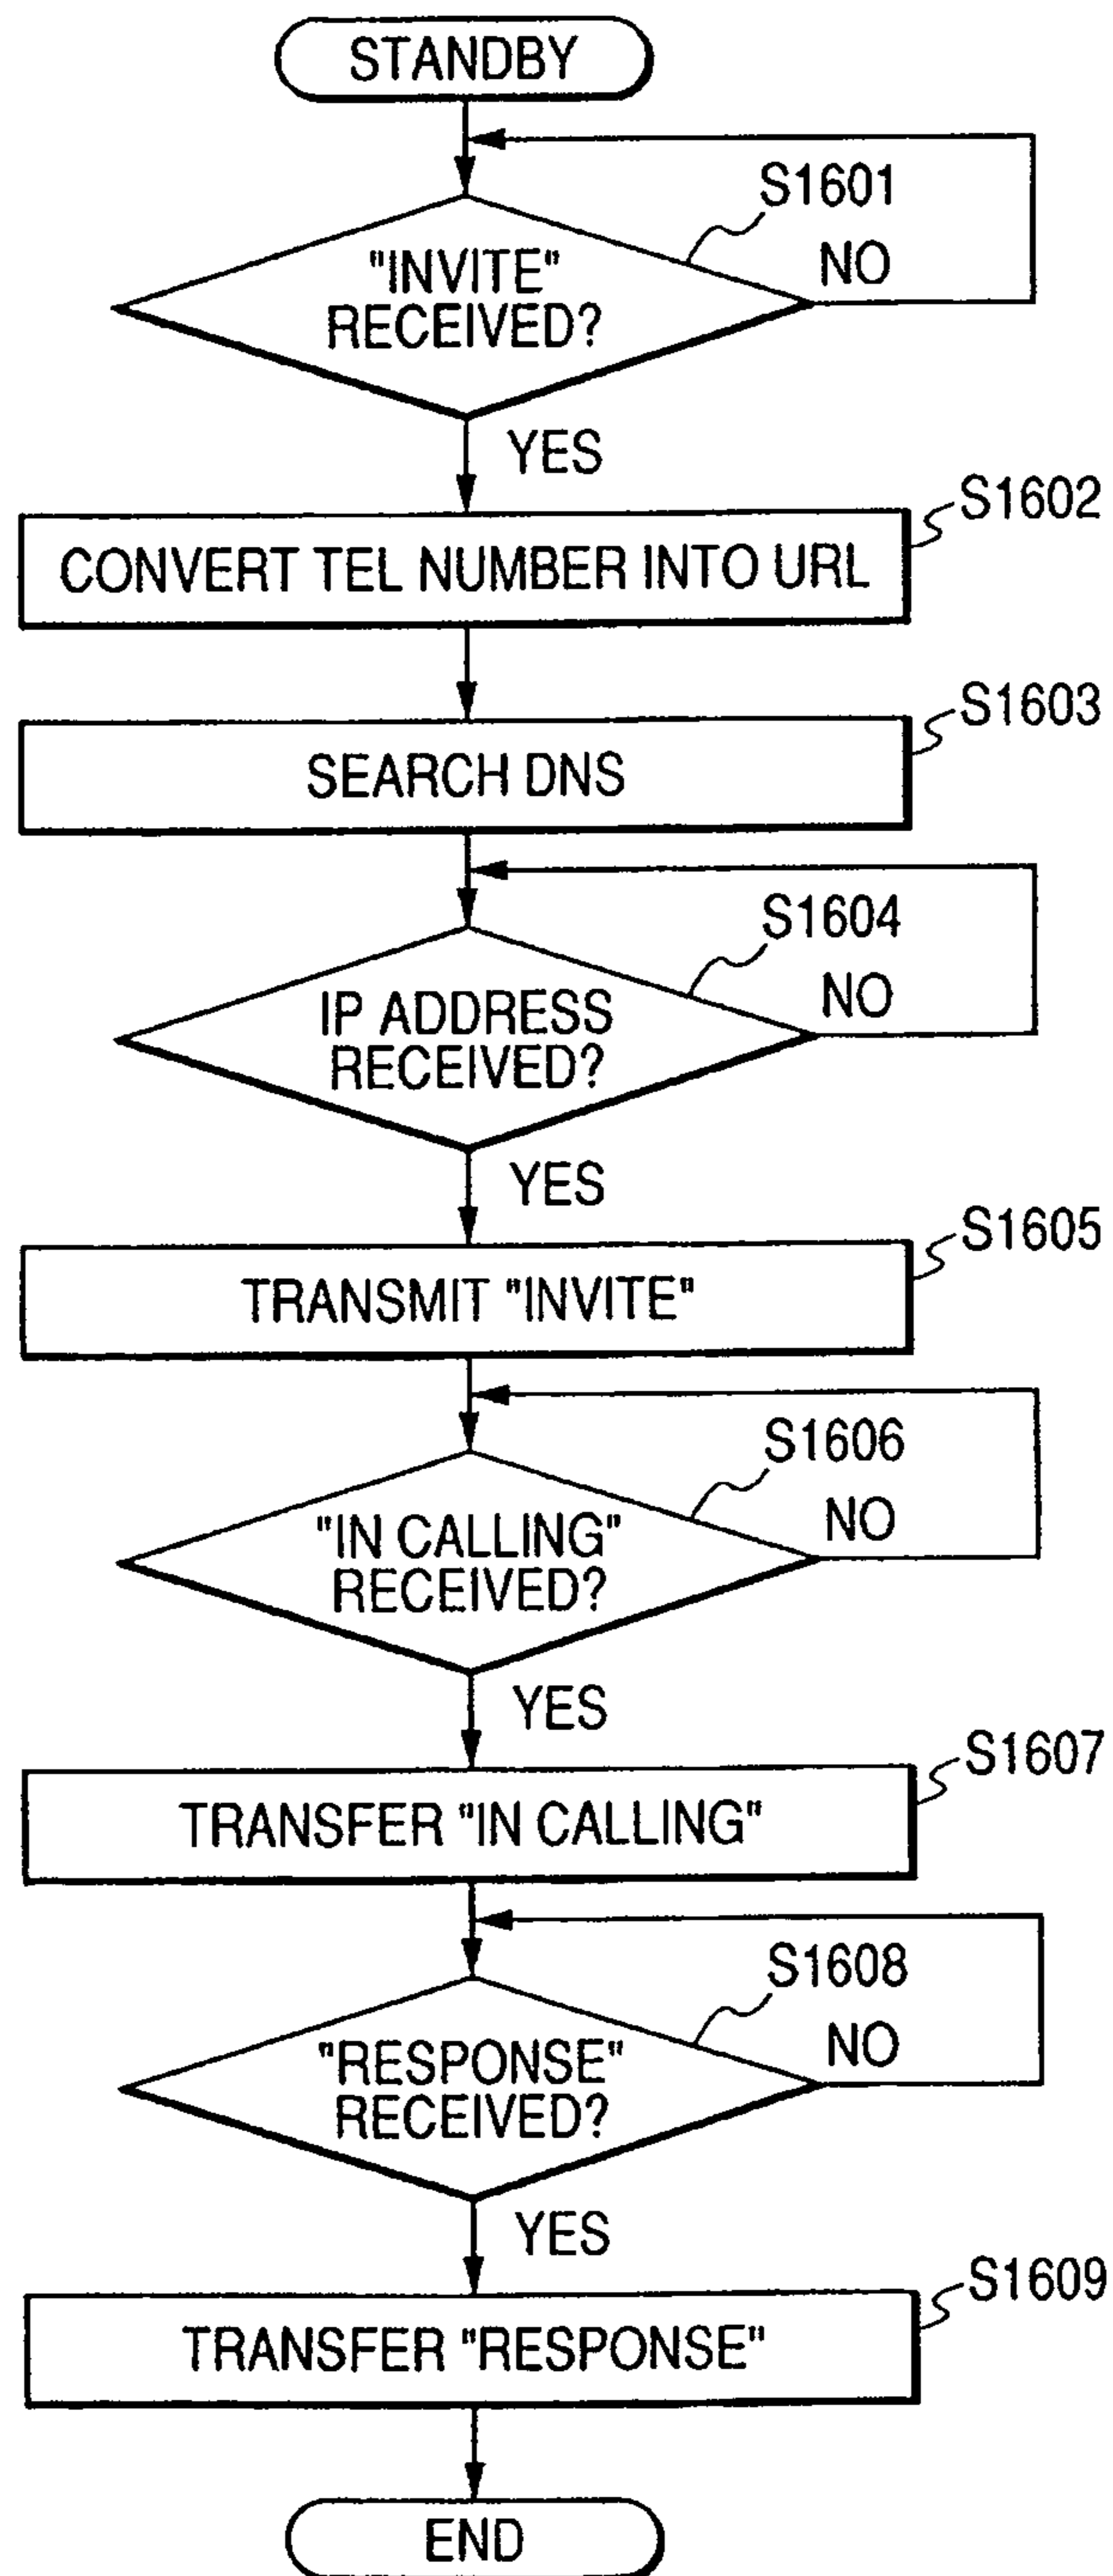 STANDBY
S1601
"INVITE"
RECEIVED?
NO
YES
S1602
CONVERT TEL NUMBER INTO URL
S1603
SEARCH DNS
S1604
IP ADDRESS
RECEIVED?
NO
YES
S1605
TRANSMIT "INVITE"
S1606
"IN CALLING"
RECEIVED?
NO
YES
S1607
TRANSFER "IN CALLING"
S1608
"RESPONSE"
RECEIVED?
NO
YES
S1609
TRANSFER "RESPONSE"
END